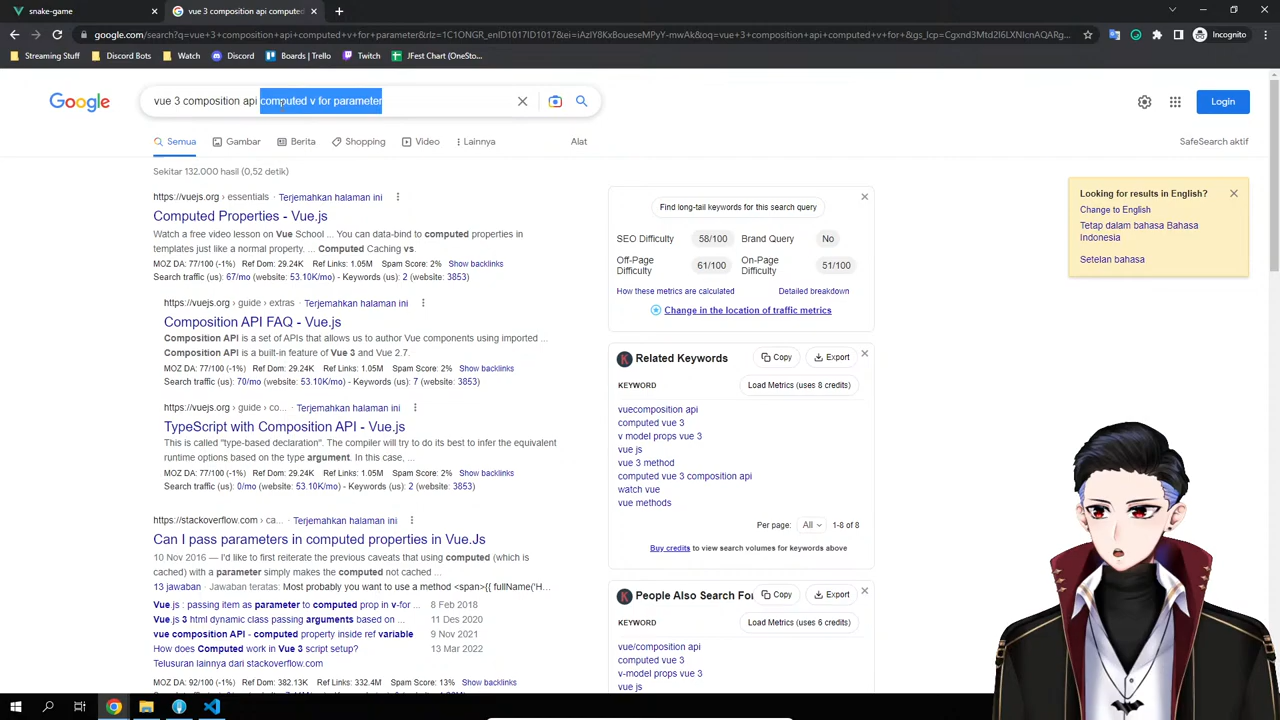 snake-game
vue 3 composition api computed
google.com/search?q=vue+3+composition+api+computed+v+for+parameter&rlz=1C1ONGR_enID1017ID1017&ei=iAzIY8KxBoueseMPyY-mwAk&oq=vue+3+composition+api+computed+v+for+&gs_lcp=Cgxnd3Mtd2l6LXNlcnAQARg...
Incognito
Streaming Stuff
Discord Bots
Watch
Discord
Boards | Trello
Twitch
JFest Chart (OneSto...
Google
vue 3 composition api computed v for parameter
Login
Semua
Gambar
Berita
Shopping
Video
Lainnya
Alat
SafeSearch aktif
Sekitar 132.000 hasil (0,52 detik)
https://vuejs.org › essentials · Terjemahkan halaman ini
Computed Properties - Vue.js
Watch a free video lesson on Vue School ... You can data-bind to computed properties in
templates just like a normal property. ... Computed Caching vs.
MOZ DA: 77/100 (-1%) Ref Dom: 29.24K Ref Links: 1.05M Spam Score: 2% Show backlinks
Search traffic (us): 67/mo (website: 53.10K/mo) - Keywords (us): 2 (website: 3853)
https://vuejs.org › guide › extras · Terjemahkan halaman ini
Composition API FAQ - Vue.js
Composition API is a set of APIs that allows us to author Vue components using imported ...
Composition API is a built-in feature of Vue 3 and Vue 2.7.
MOZ DA: 77/100 (-1%) Ref Dom: 29.24K Ref Links: 1.05M Spam Score: 2% Show backlinks
Search traffic (us): 70/mo (website: 53.10K/mo) - Keywords (us): 7 (website: 3853)
https://vuejs.org › guide › co... · Terjemahkan halaman ini
TypeScript with Composition API - Vue.js
This is called "type-based declaration". The compiler will try to do its best to infer the equivalent
runtime options based on the type argument. In this case, ...
MOZ DA: 77/100 (-1%) Ref Dom: 29.24K Ref Links: 1.05M Spam Score: 2% Show backlinks
Search traffic (us): 0/mo (website: 53.10K/mo) - Keywords (us): 2 (website: 3853)
https://stackoverflow.com › ca... · Terjemahkan halaman ini
Can I pass parameters in computed properties in Vue.Js
10 Nov 2016 — I'd like to first reiterate the previous caveats that using computed (which is
cached) with a parameter simply makes the computed not cached ...
13 jawaban · Jawaban teratas: Most probably you want to use a method <span>{{ fullName('H...
Vue.js : passing item as parameter to computed prop in v-for ... 8 Feb 2018
Vue.js 3 html dynamic class passing arguments based on ... 11 Des 2020
vue composition API - computed property inside ref variable 9 Nov 2021
How does Computed work in Vue 3 script setup? 13 Mar 2022
Telusuran lainnya dari stackoverflow.com
MOZ DA: 92/100 (-1%) Ref Dom: 382.13K Ref Links: 332.4M Spam Score: 13% Show backlinks
Find long-tail keywords for this search query
SEO Difficulty 58/100 Brand Query No
Off-Page Difficulty 61/100 On-Page Difficulty 51/100
How these metrics are calculated Detailed breakdown
Change in the location of traffic metrics
Related Keywords Copy Export
KEYWORD Load Metrics (uses 8 credits)
vuecomposition api
computed vue 3
v model props vue 3
vue js
vue 3 method
computed vue 3 composition api
watch vue
vue methods
Per page: All 1-8 of 8
Buy credits to view search volumes for keywords above
People Also Search For Copy Export
KEYWORD Load Metrics (uses 6 credits)
vue/composition api
computed vue 3
v-model props vue 3
vue js
Looking for results in English?
Change to English
Tetap dalam bahasa Bahasa
Indonesia
Setelan bahasa